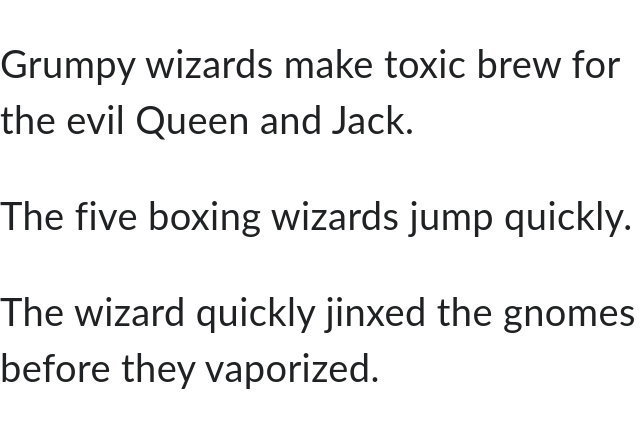 Grumpy wizards make toxic brew for
the evil Queen and Jack.
The five boxing wizards jump quickly.
The wizard quickly jinxed the gnomes
before they vaporized.